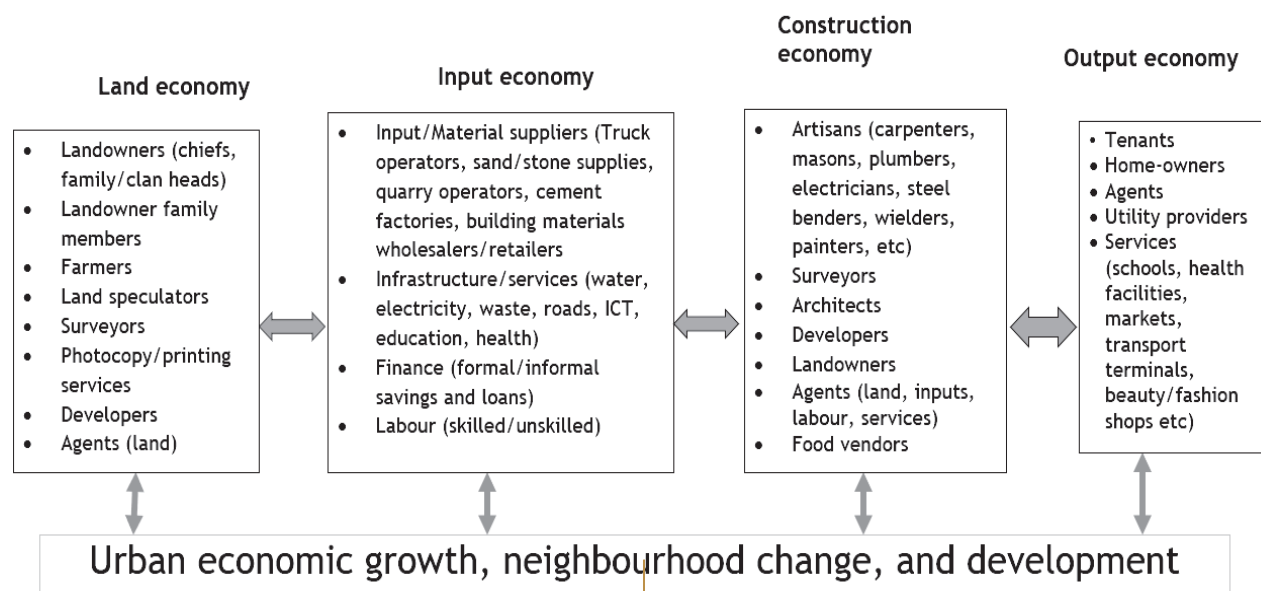 Land economy
• Landowners (chiefs,
family/clan heads)
• Landowner family
members
• Farmers
• Land speculators
• Surveyors
• Photocopy/printing
services
• Developers
• Agents (land)
Input economy
• Input/Material suppliers (Truck
operators, sand/stone supplies,
quarry operators, cement
factories, building materials
wholesalers/retailers
• Infrastructure/services (water,
electricity, waste, roads, ICT,
education, health)
• Finance (formal/informal
savings and loans)
• Labour (skilled/unskilled)
Construction
economy
• Artisans (carpenters,
masons, plumbers,
electricians, steel
benders, wielders,
painters, etc)
• Surveyors
• Architects
• Developers
• Landowners
• Agents (land, inputs,
labour, services)
• Food vendors
Output economy
• Tenants
• Home-owners
• Agents
• Utility providers
• Services
(schools, health
facilities,
markets,
transport
terminals,
beauty/fashion
shops etc)
Urban economic growth, neighbourhood change, and development